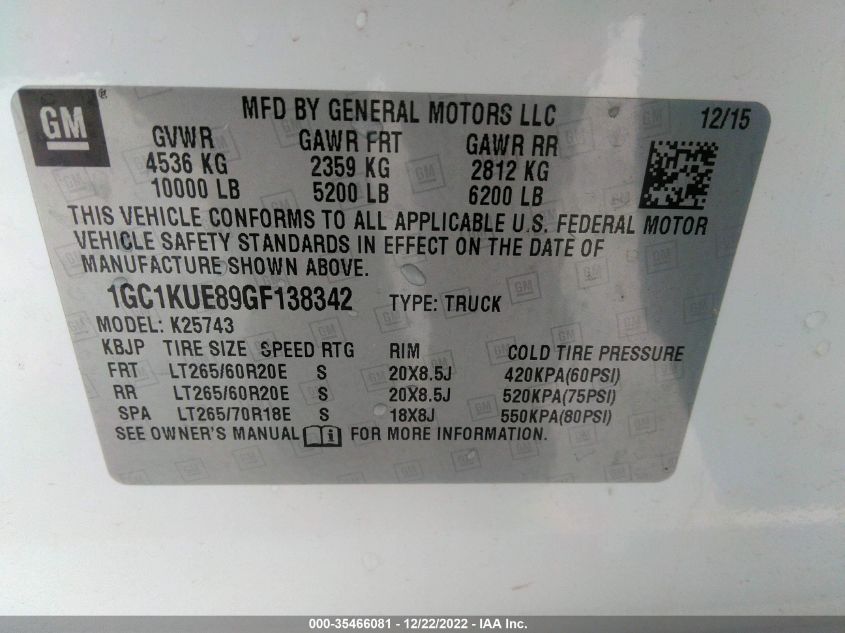 GM® MFD BY GENERAL MOTORS LLC 12/15
GVWR GAWR FRT GAWR RR
4536 KG 2359 KG 2812 KG
10000 LB 5200 LB 6200 LB
THIS VEHICLE CONFORMS TO ALL APPLICABLE U.S. FEDERAL MOTOR
VEHICLE SAFETY STANDARDS IN EFFECT ON THE DATE OF
MANUFACTURE SHOWN ABOVE.
1GC1KUE89GF138342 TYPE: TRUCK
MODEL: K25743
KBJP TIRE SIZE SPEED RTG RIM COLD TIRE PRESSURE
FRT LT265/60R20E S 20X8.5J 420KPA(60PSI)
RR LT265/60R20E S 20X8.5J 520KPA(75PSI)
SPA LT265/70R18E S 18X8J 550KPA(80PSI)
SEE OWNER'S MANUAL FOR MORE INFORMATION.
000-35466081 - 12/22/2022 - IAA Inc.